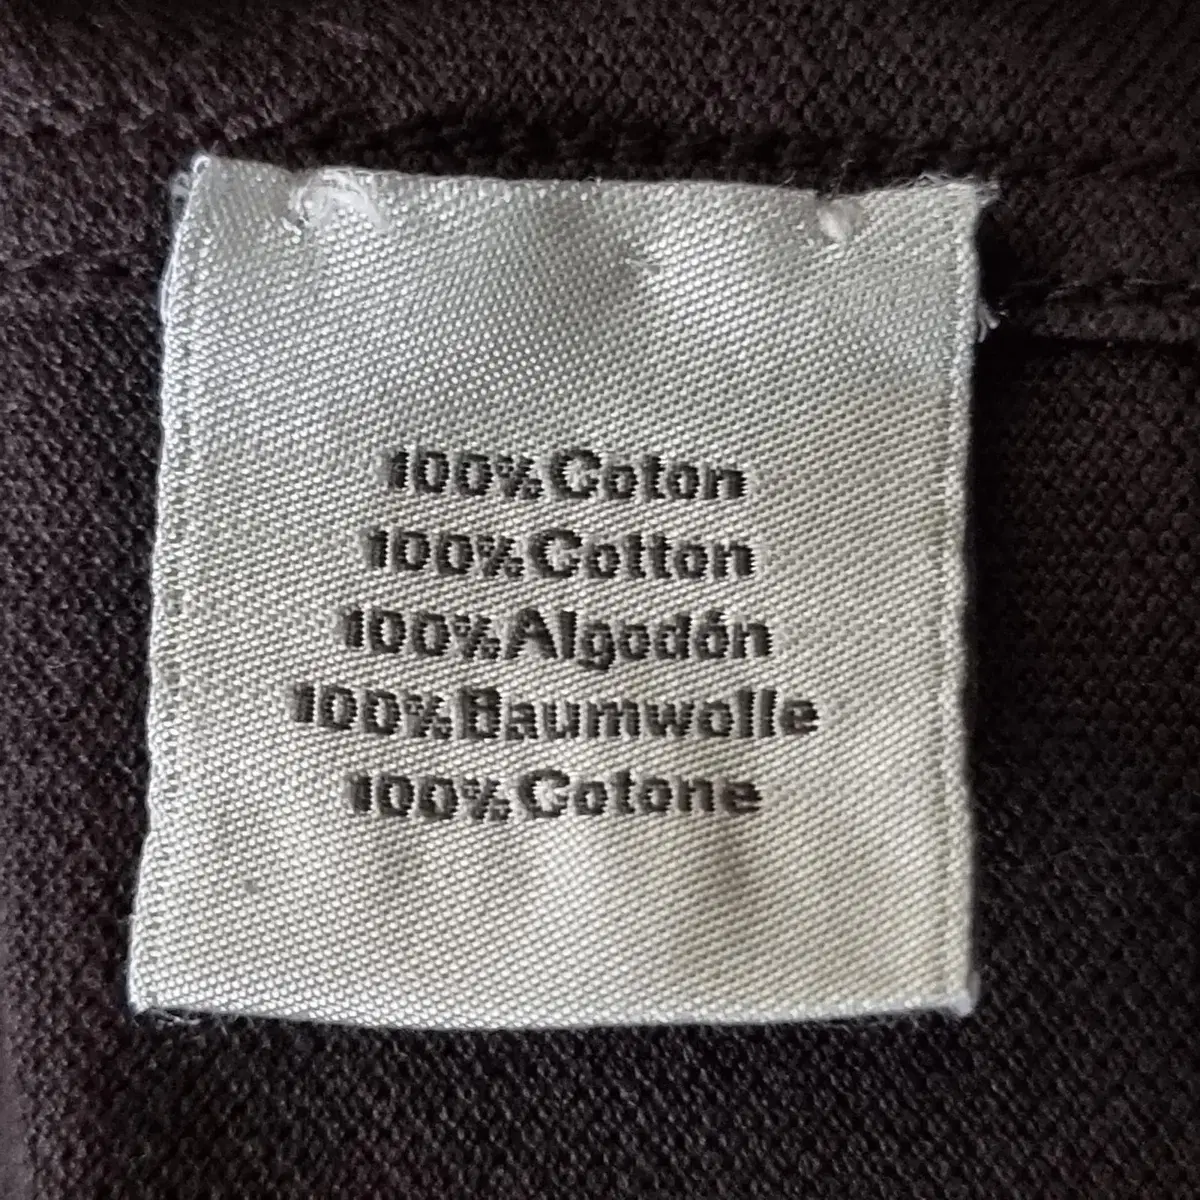 100% Coton
100% Cotton
100% Algodón
100% Baumwolle
100% Cotone